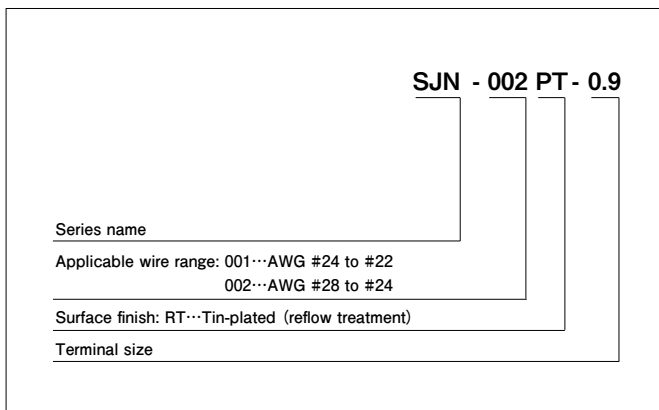 SJN - 002 PT - 0.9
Series name
Applicable wire range: 001···AWG #24 to #22
002···AWG #28 to #24
Surface finish: RT···Tin-plated (reflow treatment)
Terminal size